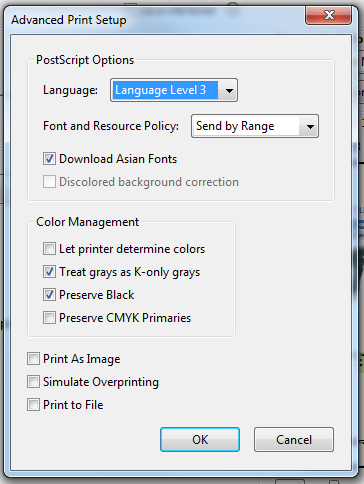 Advanced Print Setup
PostScript Options
Language: Language Level 3
Font and Resource Policy: Send by Range
Download Asian Fonts
Discolored background correction
Color Management
Let printer determine colors
Treat grays as K-only grays
Preserve Black
Preserve CMYK Primaries
Print As Image
Simulate Overprinting
Print to File
OK Cancel